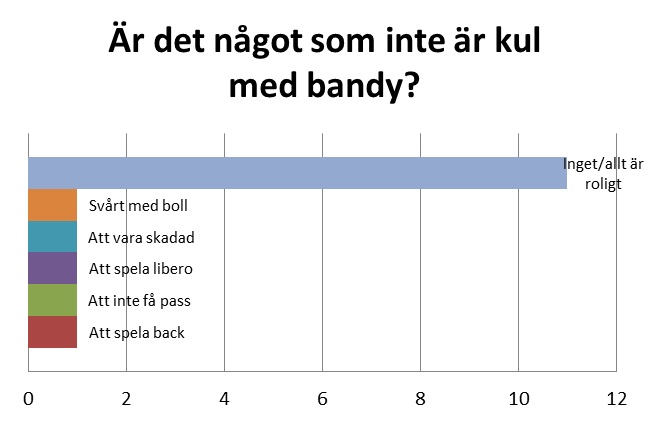 Är det något som inte är kul
med bandy?
Inget/allt är
roligt
Svårt med boll
Att vara skadad
Att spela libero
Att inte få pass
Att spela back
0 2 4 6 8 10 12